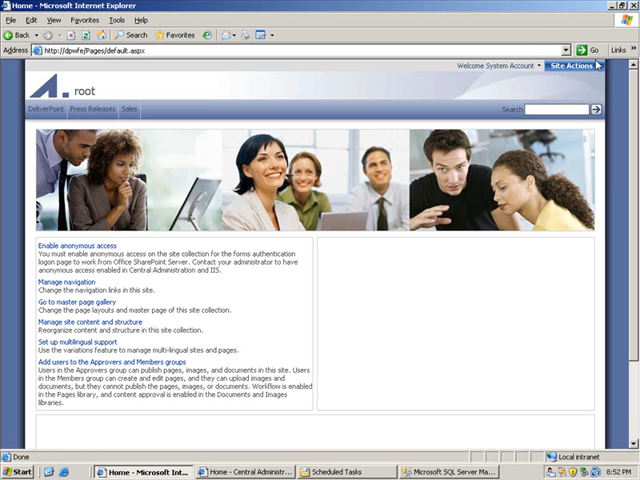 Home - Microsoft Internet Explorer
File Edit View Favorites Tools Help
Back Search Favorites
Address http://dpwfe/Pages/default.aspx Go Links »
Welcome System Account Site Actions
root
DeliverPoint Press Releases Sales Search
Enable anonymous access
You must enable anonymous access on the site collection for the forms authentication
logon page to work from Office SharePoint Server. Contact your administrator to have
anonymous access enabled in Central Administration and IIS.
Manage navigation
Change the navigation links in this site.
Go to master page gallery
Change the page layouts and master page of this site collection.
Manage site content and structure
Reorganize content and structure in this site collection.
Set up multilingual support
Use the variations feature to manage multi-lingual sites and pages.
Add users to the Approvers and Members groups
Users in the Approvers group can publish pages, images, and documents in this site. Users
in the Members group can create and edit pages, and they can upload images and
documents, but they cannot publish the pages, images, or documents. Workflow is enabled
in the Pages library, and content approval is enabled in the Documents and Images
libraries.
Done Local intranet
Start Home - Microsoft Int... Home - Central Administr... Scheduled Tasks Microsoft SQL Server Ma... 8:52 PM